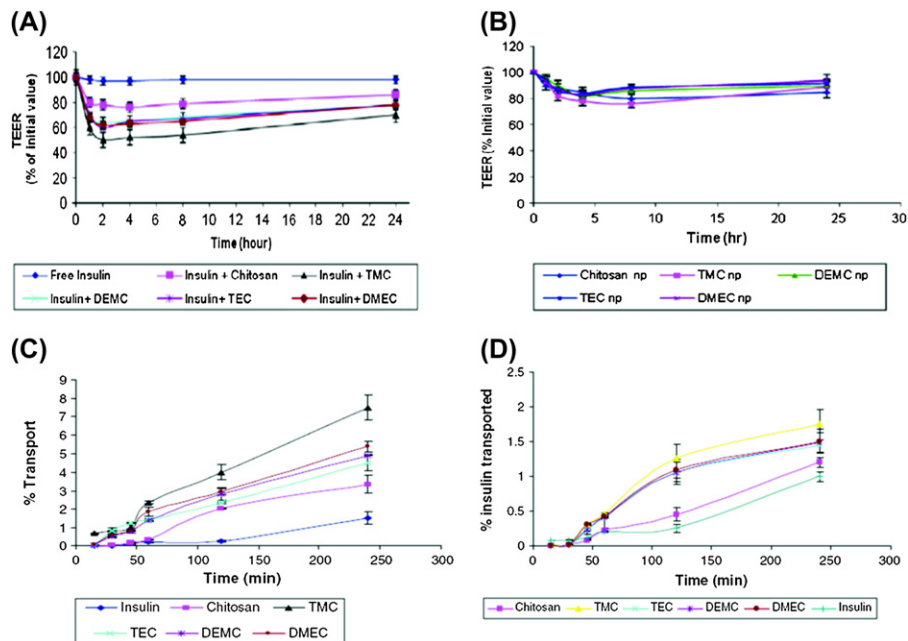 (A)
TEER
(% of initial value)
120
100
80
60
40
20
0
0 2 4 6 8 10 12 14 16 18 20 22 24
Time (hour)
Free Insulin Insulin + Chitosan Insulin + TMC
Insulin+ DEMC Insulin+ TEC Insulin+ DMEC
(B)
TEER (% Initial value)
120
100
80
60
40
20
0
0 5 10 15 20 25 30
Time (hr)
Chitosan np TMC np DEMC np
TEC np DMEC np
(C)
% Transport
9
8
7
6
5
4
3
2
1
0
0 50 100 150 200 250 300
Time (min)
Insulin Chitosan TMC
TEC DEMC DMEC
(D)
% insulin transported
2.5
2
1.5
1
0.5
0
0 50 100 150 200 250 300
Time (min)
Chitosan TMC TEC DEMC DMEC Insulin